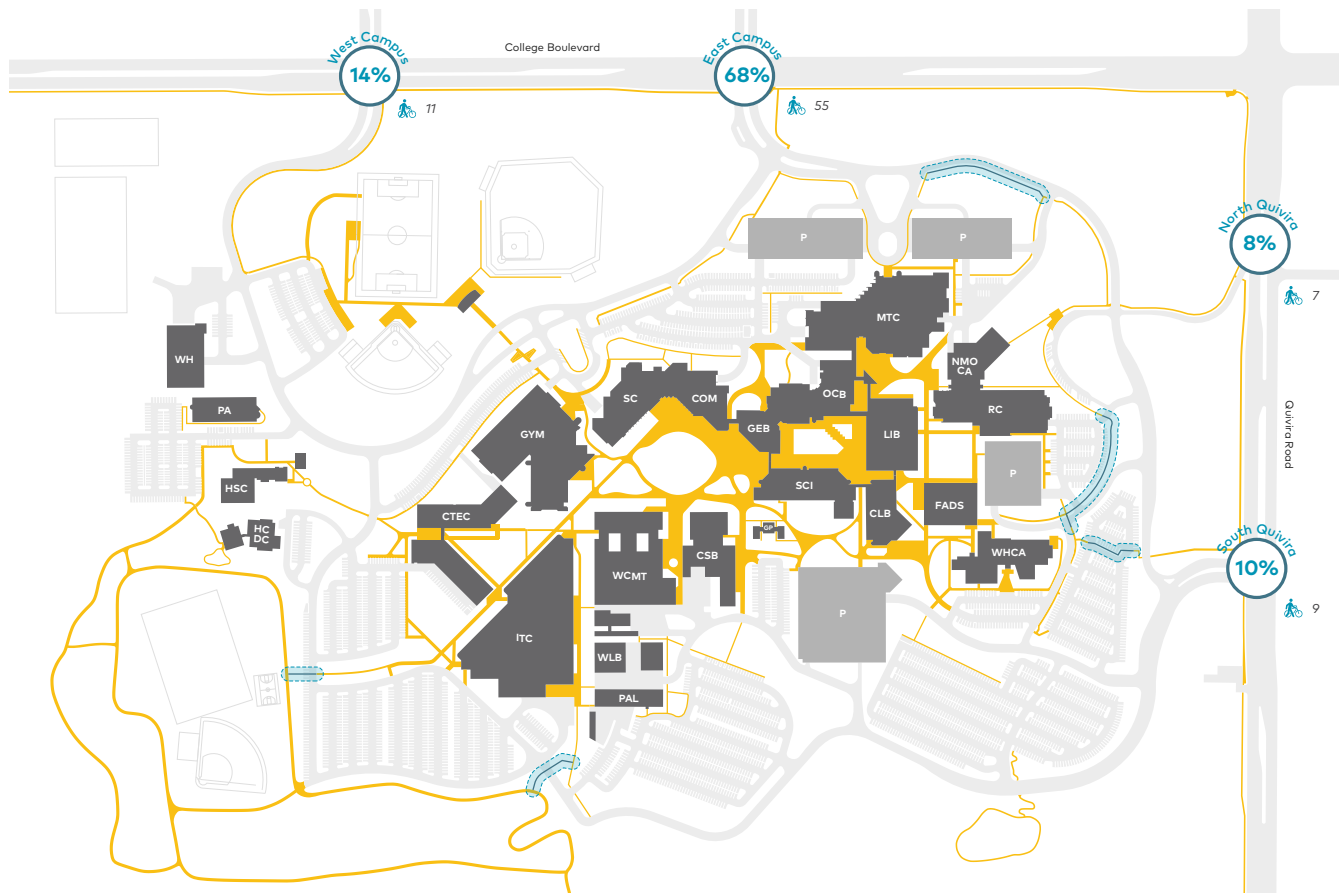 College Boulevard
West Campus
14%
11
East Campus
68%
55
North Quivira
8%
7
Quivira Road
South Quivira
10%
9
P
P
MTC
WH
NMO
CA
PA
SC
COM
OCB
RC
GYM
GEB
LIB
P
HSC
SCI
FADS
CTEC
CLB
HC
DC
GP
WHCA
CSB
WCMT
P
ITC
WLB
PAL